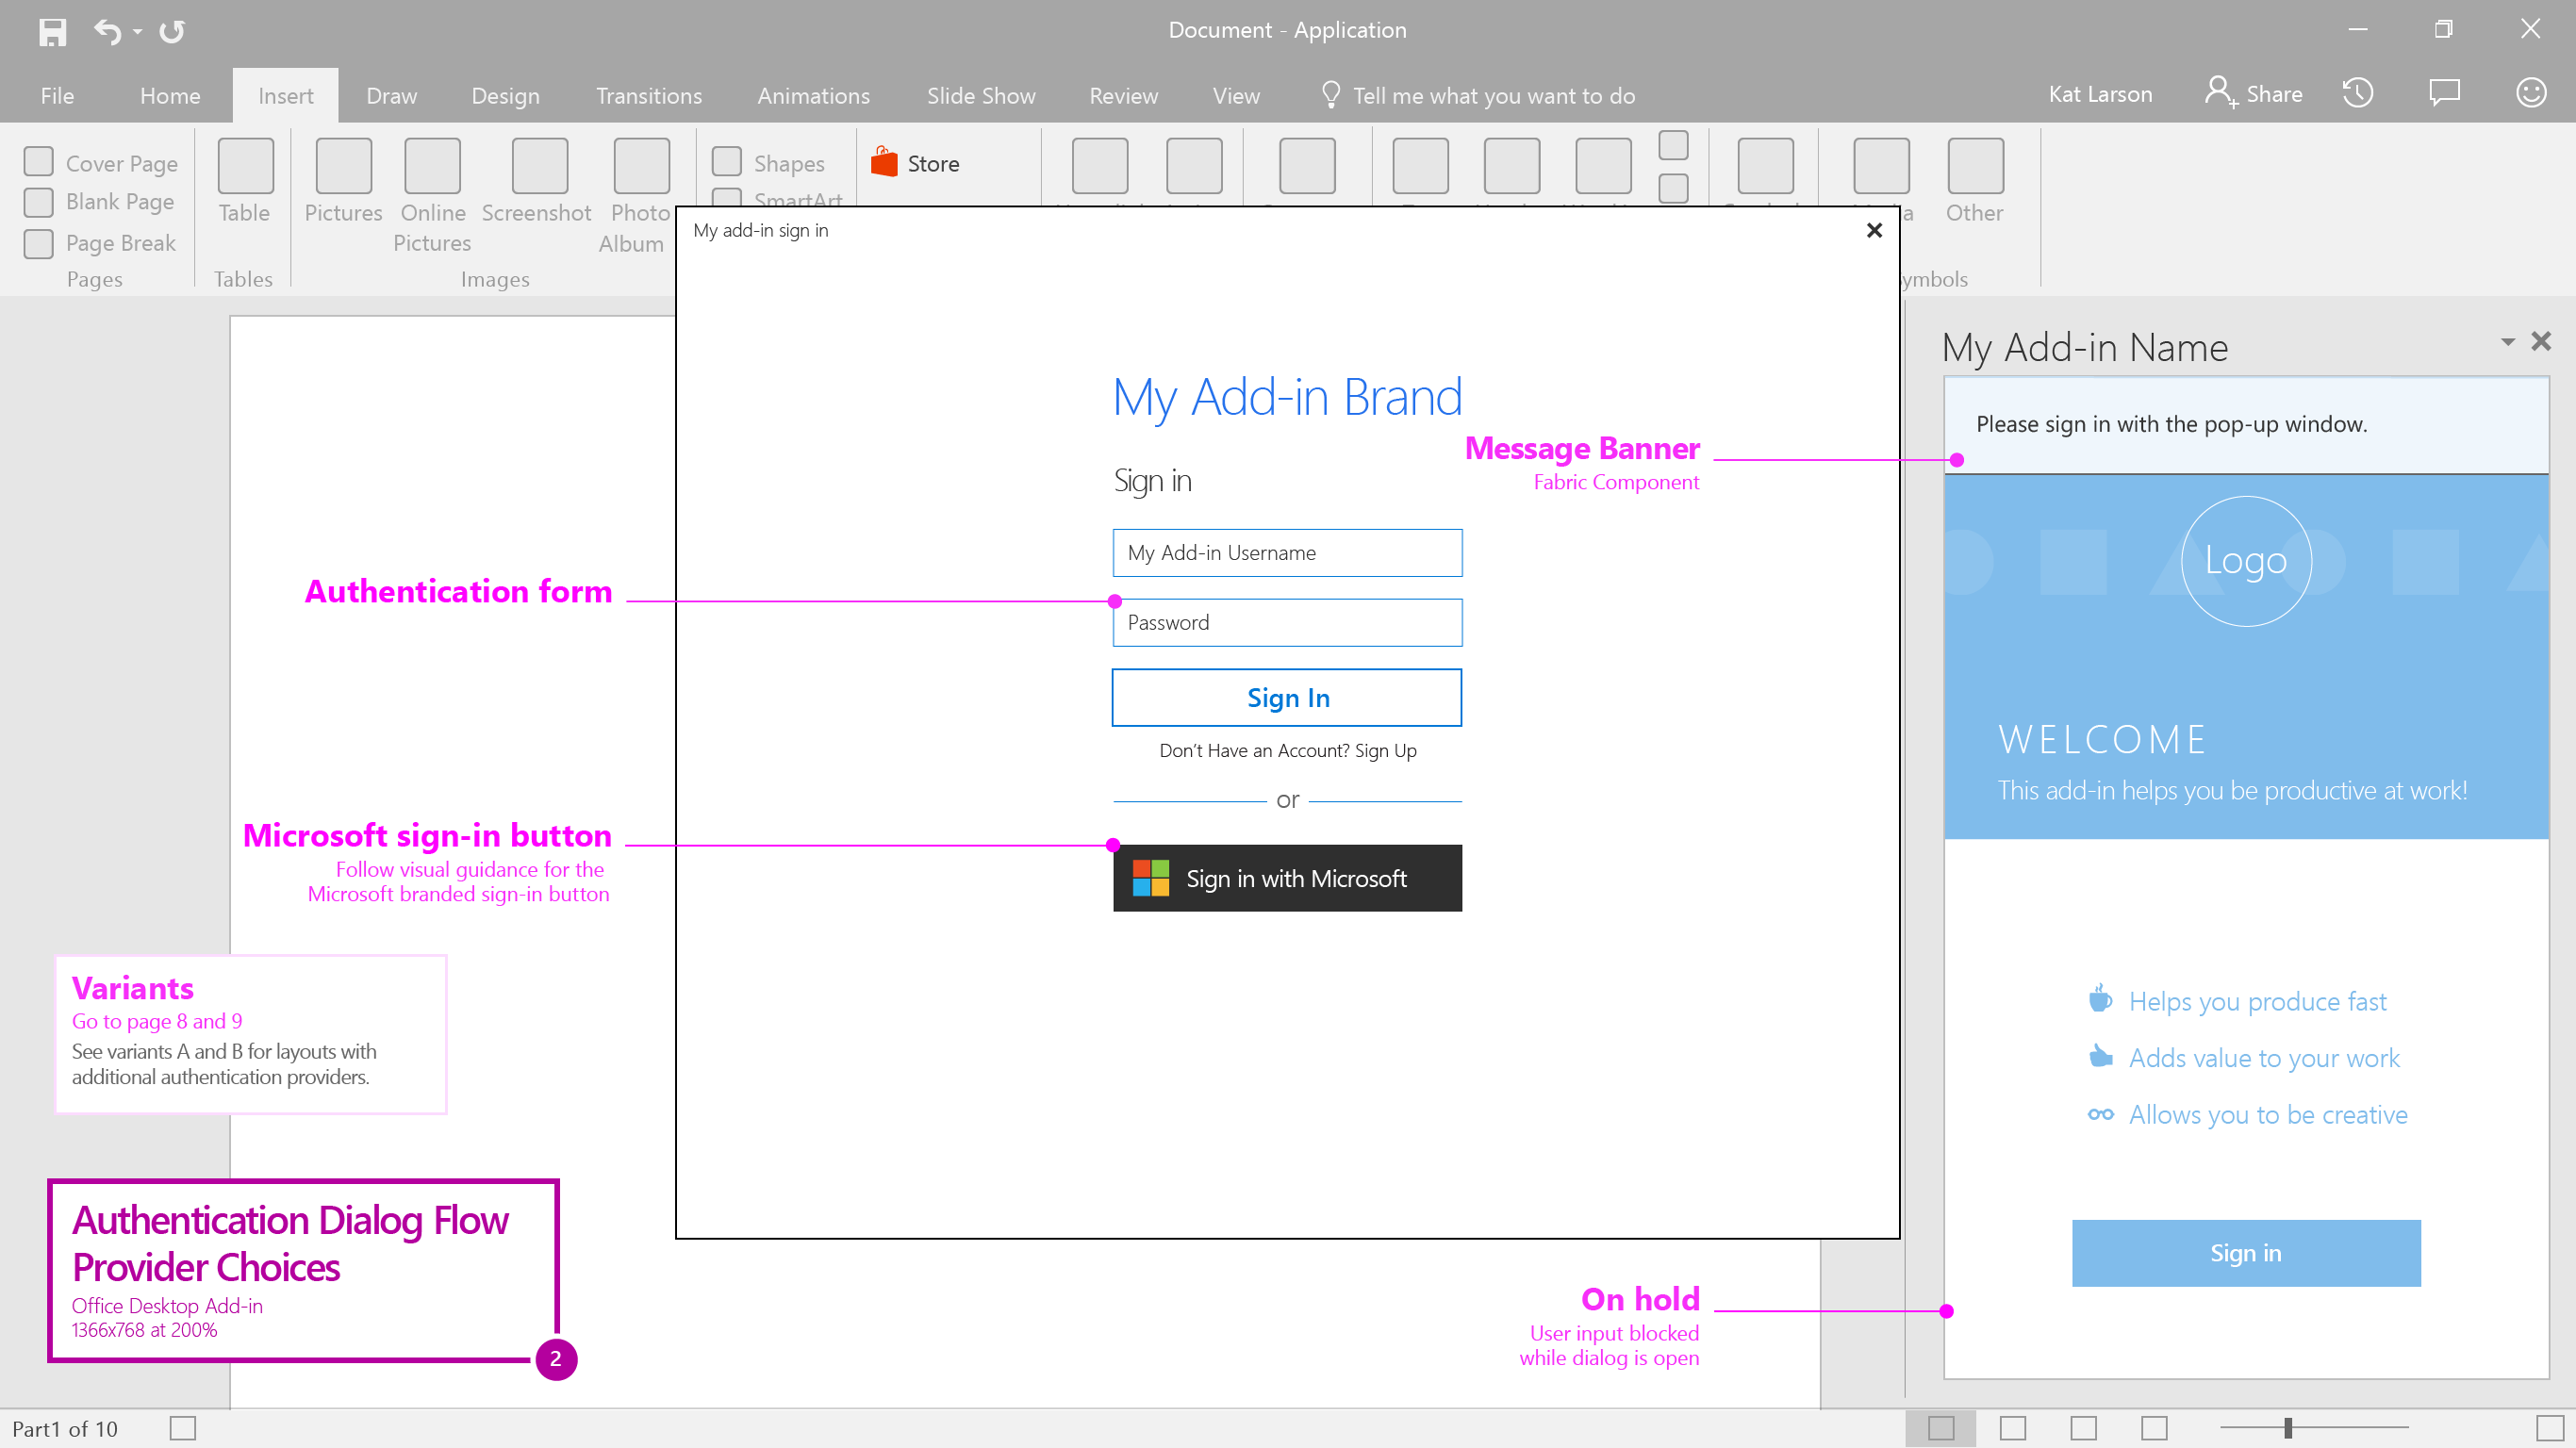 Document - Application
File Home Insert Draw Design Transitions Animations Slide Show Review View Tell me what you want to do Kat Larson Share
Cover Page
Blank Page
Page Break
Pages
Table
Tables
Pictures
Online
Pictures
Screenshot
Photo
Album
Images
Shapes
SmartArt
Store
Other
My add-in sign in
My Add-in Brand
Sign in
My Add-in Username
Password
Sign In
Don't Have an Account? Sign Up
or
Sign in with Microsoft
Message Banner
Fabric Component
Authentication form
Microsoft sign-in button
Follow visual guidance for the
Microsoft branded sign-in button
Variants
Go to page 8 and 9
See variants A and B for layouts with
additional authentication providers.
Authentication Dialog Flow
Provider Choices
Office Desktop Add-in
1366x768 at 200%
2
On hold
User input blocked
while dialog is open
My Add-in Name
Please sign in with the pop-up window.
Logo
WELCOME
This add-in helps you be productive at work!
Helps you produce fast
Adds value to your work
Allows you to be creative
Sign in
Part1 of 10